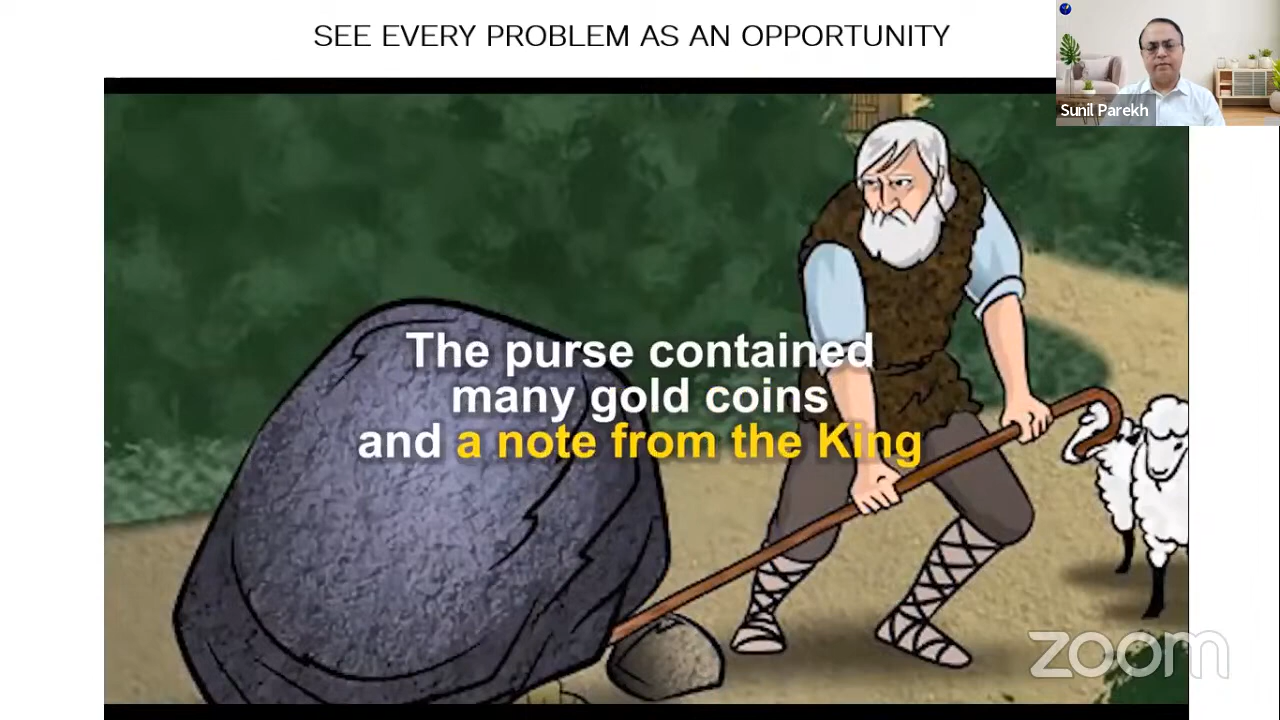 SEE EVERY PROBLEM AS AN OPPORTUNITY
Sunil Parekh
The purse contained
many gold coins
and a note from the King
zoom